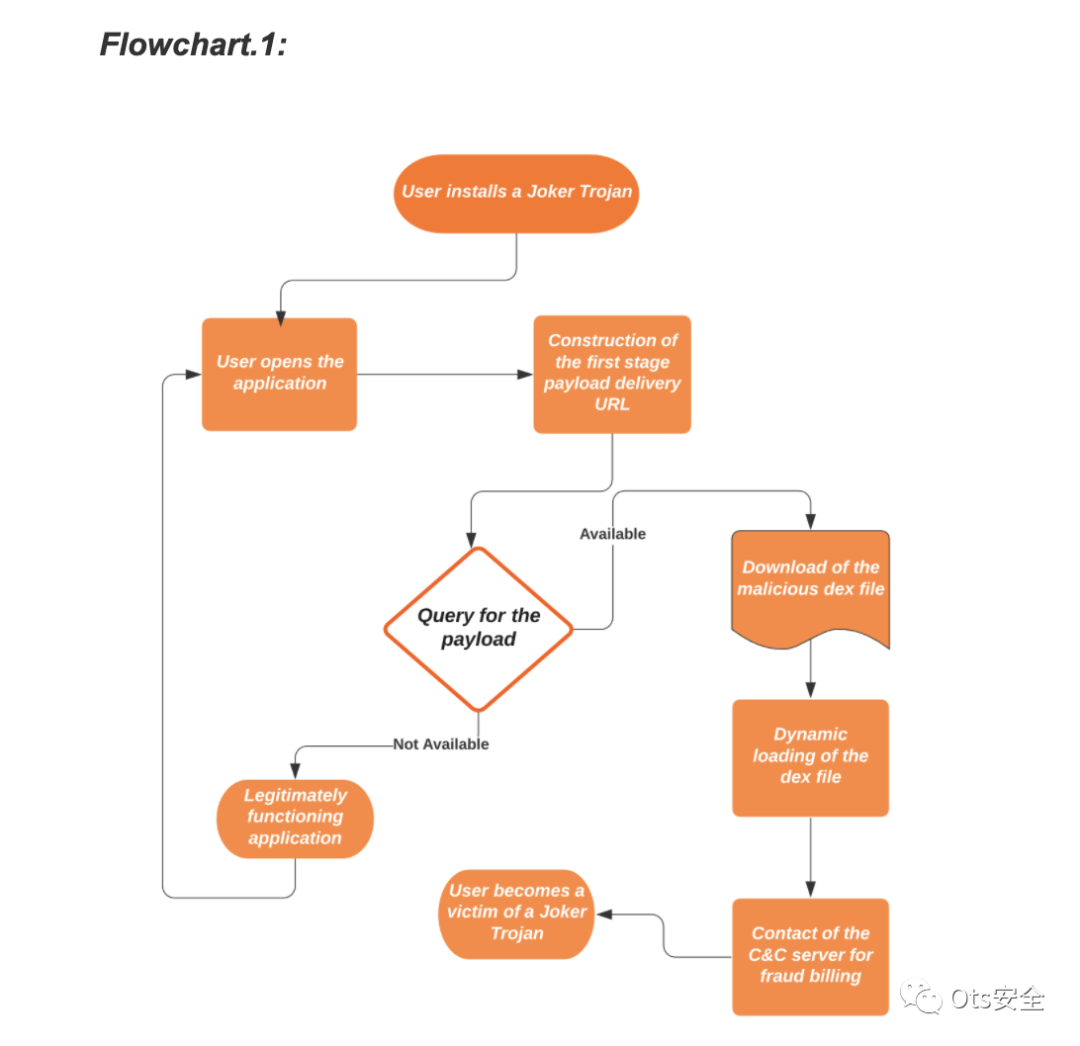 Flowchart.1:
User installs a Joker Trojan
User opens the
application
Construction of
the first stage
payload delivery
URL
Query for the
payload
Available
Download of the
malicious dex file
Dynamic
loading of the
dex file
Contact of the
C&C server for
fraud billing
User becomes a
victim of a Joker
Trojan
Not Available
Legitimately
functioning
application
Ots安全